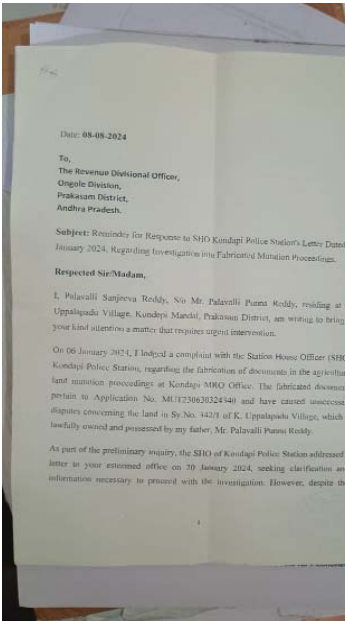 Date: 08-08-2024
To,
The Revenue Divisional Officer,
Ongole Division,
Prakasam District,
Andhra Pradesh.
Subject: Reminder for Response to SHO Kondapi Police Station's Letter Dated
January 2024, Regarding Investigation into Fabricated Mutation Proceedings.
Respected Sir/Madam,
I, Palavalli Sanjeeva Reddy, S/o Mr. Palavalli Punna Reddy, residing at
Uppalapadu Village, Kondepi Mandal, Prakasam District, am writing to bring
your kind attention a matter that requires urgent intervention.
On 06 January 2024, I lodged a complaint with the Station House Officer (SHO
Kondapi Police Station, regarding the fabrication of documents in the agricultu
land mutation proceedings at Kondapi MRO Office. The fabricated documen
pertain to Application No. and have caused unnecessa
disputes concerning the land in Sy.No. 442/1 of K, Uppalapadu Village, which
lawfully owned and possessed by my father, Mr. Palavalli Punna Reddy.
As part of the preliminary inquiry, the SHO of Kondapi Police Station addressed
letter to your esteemed office on 20 January 2024, seeking clarification an
information necessary to proceed with the investigation. However, despite th
1